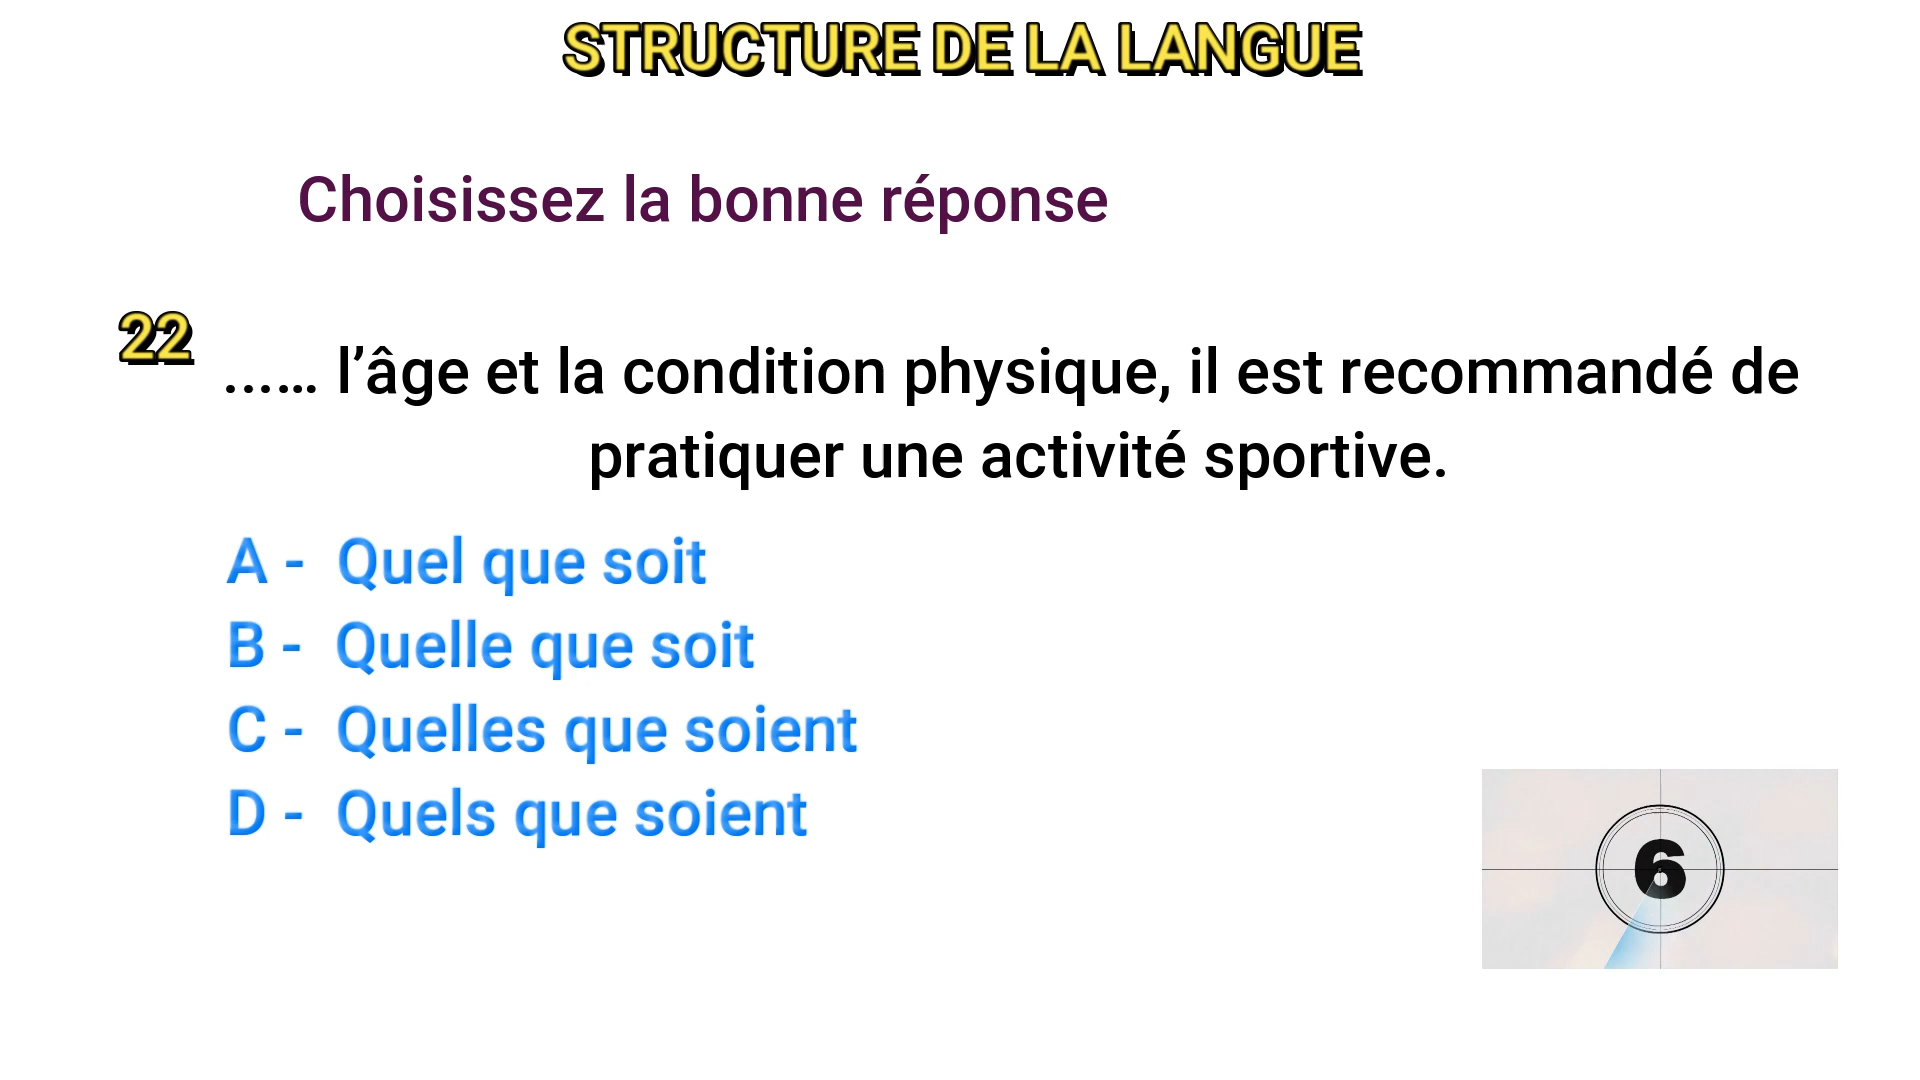 STRUCTURE DE LA LANGUE
Choisissez la bonne réponse
22
...... l’âge et la condition physique, il est recommandé de
pratiquer une activité sportive.
A - Quel que soit
B - Quelle que soit
C - Quelles que soient
D - Quels que soient
6